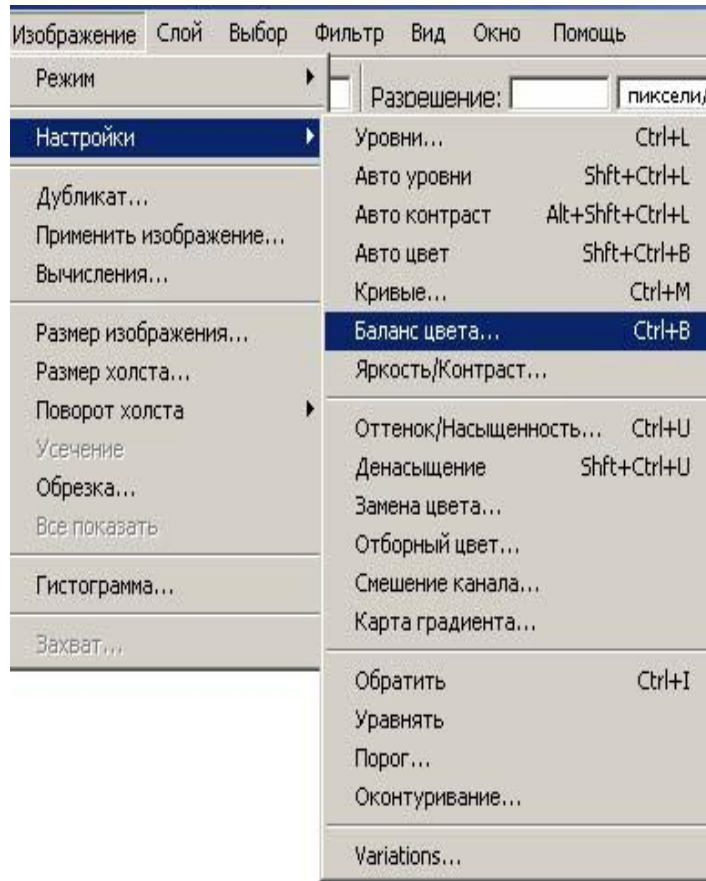 Изображение Слой Выбор Фильтр Вид Окно Помощь
Разрешение: пиксели/
Режим
Настройки
Дубликат...
Применить изображение...
Вычисления...
Размер изображения...
Размер холста...
Поворот холста
Усечение
Обрезка...
Все показать
Гистограмма...
Захват...
Уровни... Ctrl+L
Авто уровни Shft+Ctrl+L
Авто контраст Alt+Shft+Ctrl+L
Авто цвет Shft+Ctrl+B
Кривые... Ctrl+M
Баланс цвета... Ctrl+B
Яркость/Контраст...
Оттенок/Насыщенность... Ctrl+U
Денасыщение Shft+Ctrl+U
Замена цвета...
Отборный цвет...
Смешение канала...
Карта градиента...
Обратить Ctrl+I
Уравнять
Порог...
Оконтуривание...
Variations...